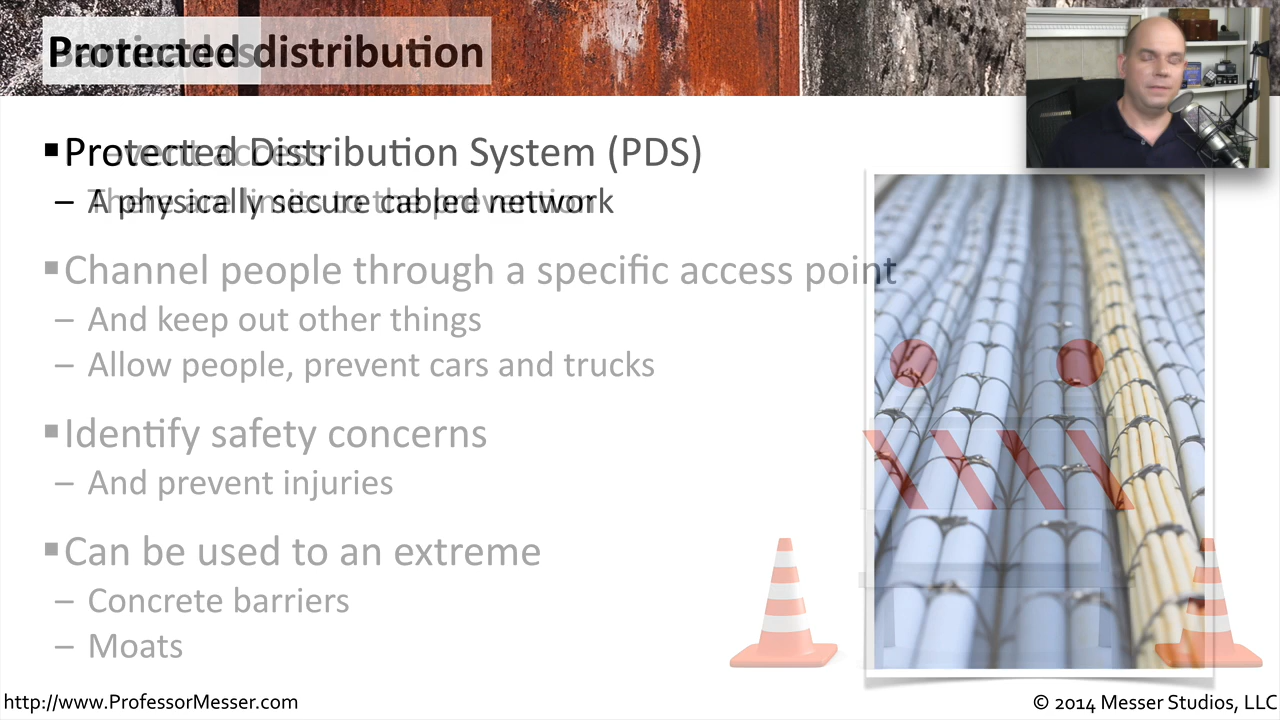 Protected distribution
▪Protected Distribution System (PDS)
– A physically secure cabled network
▪Channel people through a specific access point
– And keep out other things
– Allow people, prevent cars and trucks
▪Identify safety concerns
– And prevent injuries
▪Can be used to an extreme
– Concrete barriers
– Moats
http://www.ProfessorMesser.com
© 2014 Messer Studios, LLC